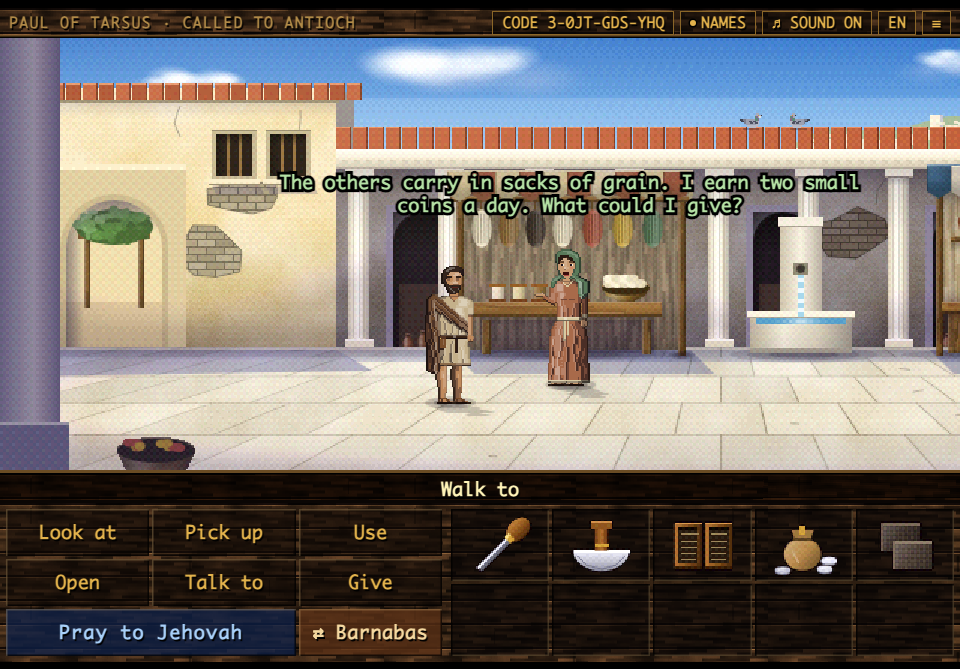 PAUL OF TARSUS · CALLED TO ANTIOCH
CODE 3-0JT-GDS-YHQ
• NAMES
♬ SOUND ON
EN
≡
The others carry in sacks of grain. I earn two small
coins a day. What could I give?
Walk to
Look at
Pick up
Use
Open
Talk to
Give
Pray to Jehovah
⇄ Barnabas